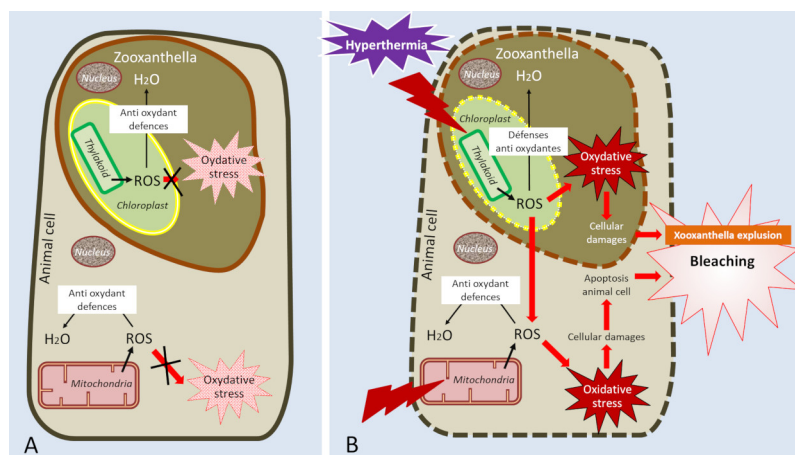 Zooxanthella
Nucleus
H2O
Anti oxydant
defences
Thylakoid
ROS
Oydative
stress
Chloroplast
Animal cell
Nucleus
Anti oxydant
defences
H2O
ROS
Mitochondria
Oxydative
stress
A
Hyperthermia
Zooxanthella
Nucleus
H2O
Chloroplast
Défenses
anti oxydantes
Thylakoid
ROS
Oxydative
stress
Cellular
damages
Xooxanthella explusion
Bleaching
Animal cell
Nucleus
Anti oxydant
defences
Apoptosis
animal cell
H2O
ROS
Cellular damages
Mitochondria
Oxidative
stress
B